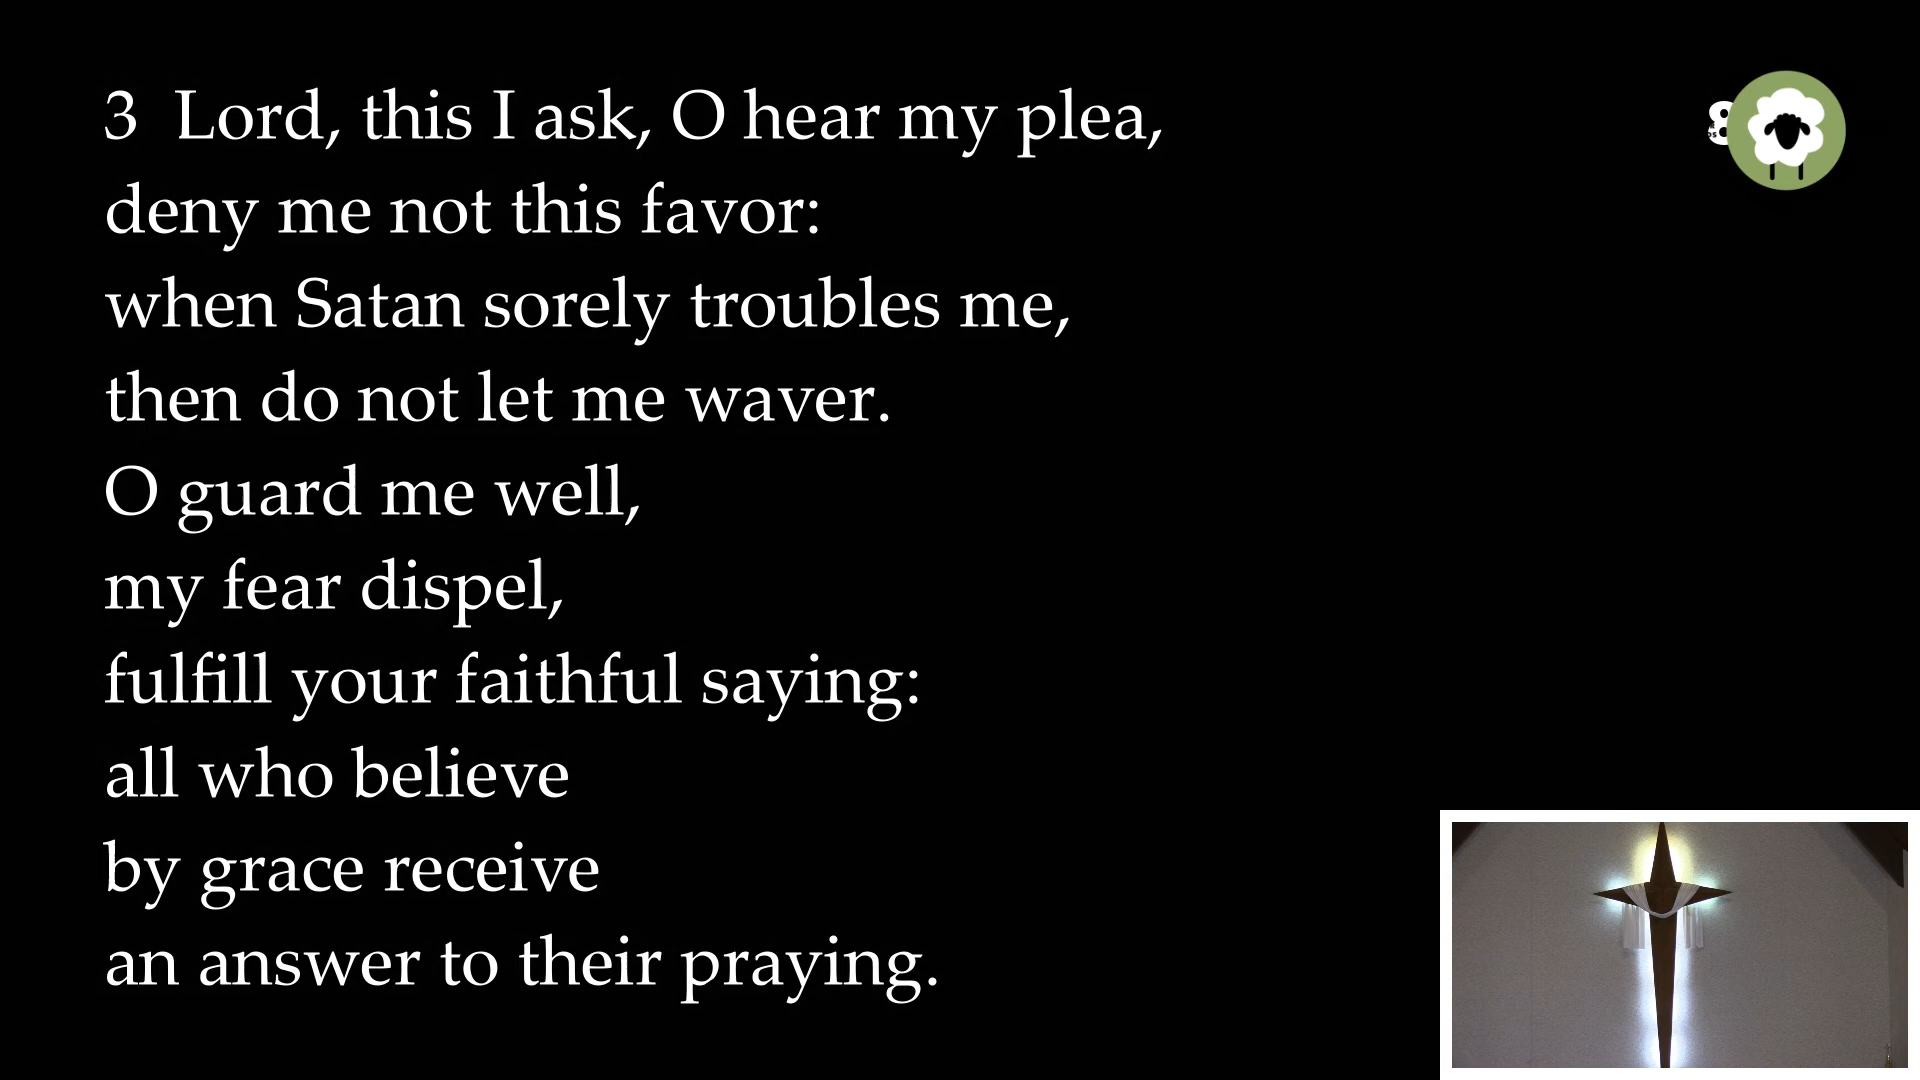 3 Lord, this I ask, O hear my plea,
deny me not this favor:
when Satan sorely troubles me,
then do not let me waver.
O guard me well,
my fear dispel,
fulfill your faithful saying:
all who believe
by grace receive
an answer to their praying.